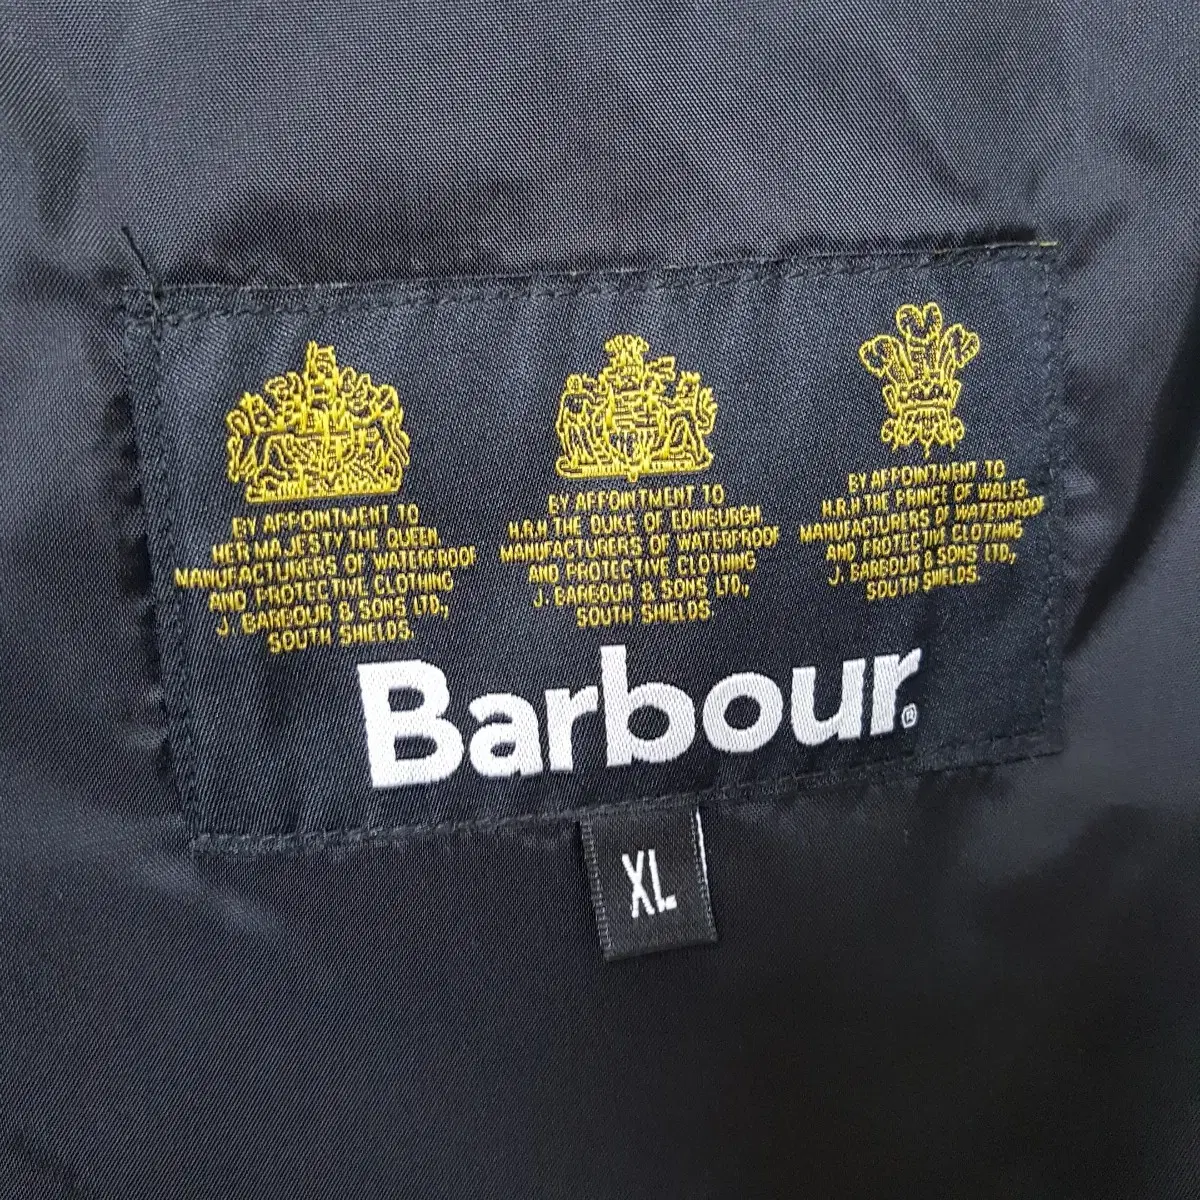 BY APPOINTMENT TO
HER MAJESTY THE QUEEN
MANUFACTURERS OF WATERPROOF
AND PROTECTIVE CLOTHING
J. BARBOUR & SONS LTD.,
SOUTH SHIELDS.
BY APPOINTMENT TO
H.R.H THE DUKE OF EDINBURGH
MANUFACTURERS OF WATERPROOF
AND PROTECTIVE CLOTHING
J. BARBOUR & SONS LTD.,
SOUTH SHIELDS.
BY APPOINTMENT TO
H.R.H THE PRINCE OF WALES
MANUFACTURERS OF WATERPROOF
AND PROTECTIVE CLOTHING
J. BARBOUR & SONS LTD.,
SOUTH SHIELDS.
Barbour®
XL